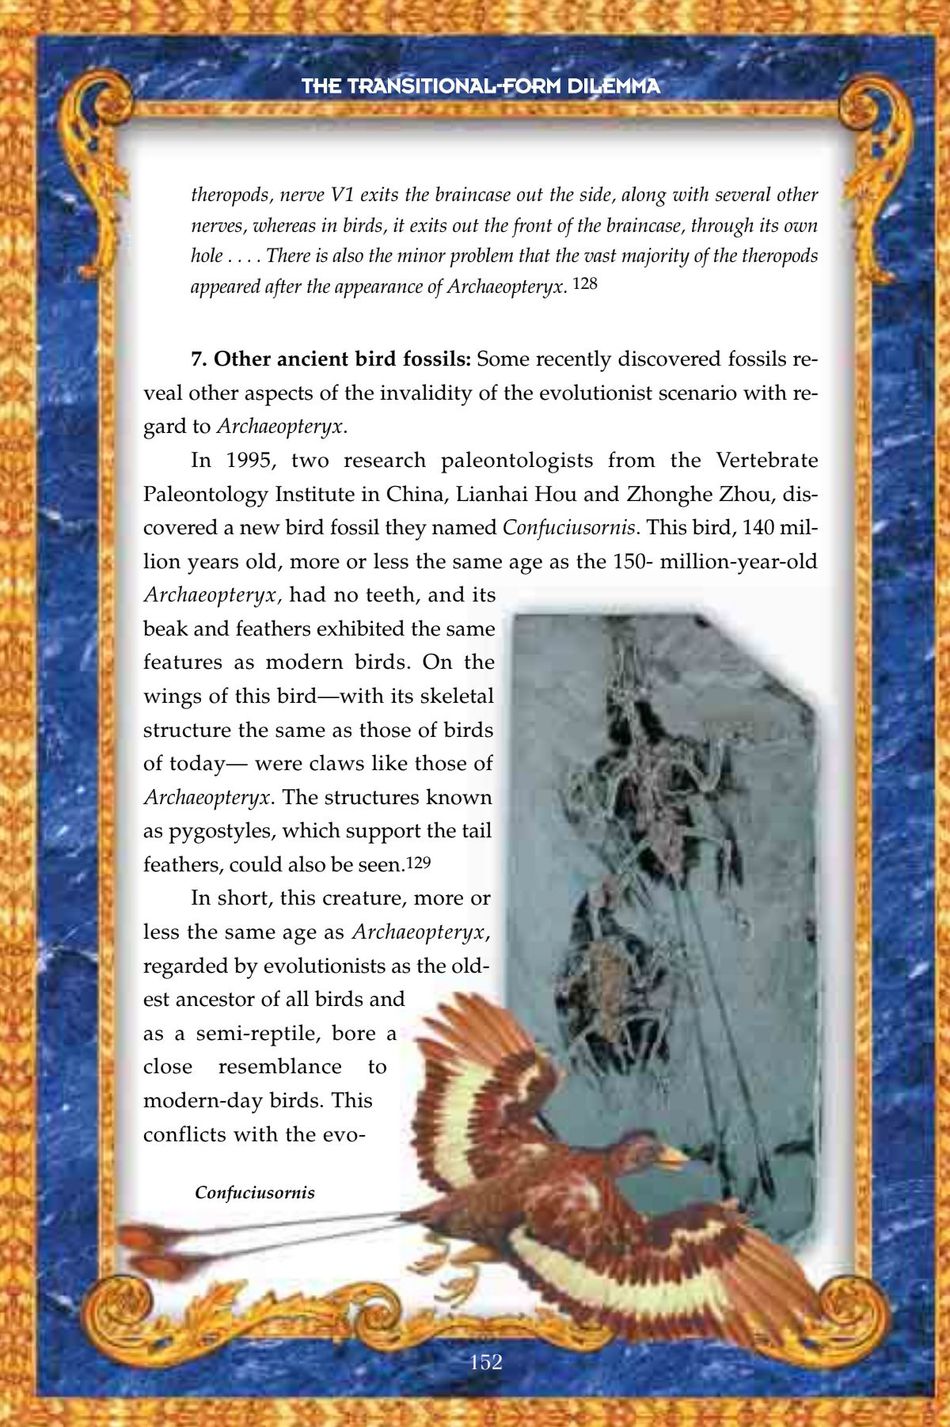 THE TRANSITIONAL-FORM DILEMMA
theropods, nerve V1 exits the braincase out the side, along with several other
nerves, whereas in birds, it exits out the front of the braincase, through its own
hole . . . . There is also the minor problem that the vast majority of the theropods
appeared after the appearance of Archaeopteryx. 128
7. Other ancient bird fossils: Some recently discovered fossils re-
veal other aspects of the invalidity of the evolutionist scenario with re-
gard to Archaeopteryx.
In 1995, two research paleontologists from the Vertebrate
Paleontology Institute in China, Lianhai Hou and Zhonghe Zhou, dis-
covered a new bird fossil they named Confuciusornis. This bird, 140 mil-
lion years old, more or less the same age as the 150- million-year-old
Archaeopteryx, had no teeth, and its
beak and feathers exhibited the same
features as modern birds. On the
wings of this bird—with its skeletal
structure the same as those of birds
of today— were claws like those of
Archaeopteryx. The structures known
as pygostyles, which support the tail
feathers, could also be seen.129
In short, this creature, more or
less the same age as Archaeopteryx,
regarded by evolutionists as the old-
est ancestor of all birds and
as a semi-reptile, bore a
close resemblance to
modern-day birds. This
conflicts with the evo-
Confuciusornis
152